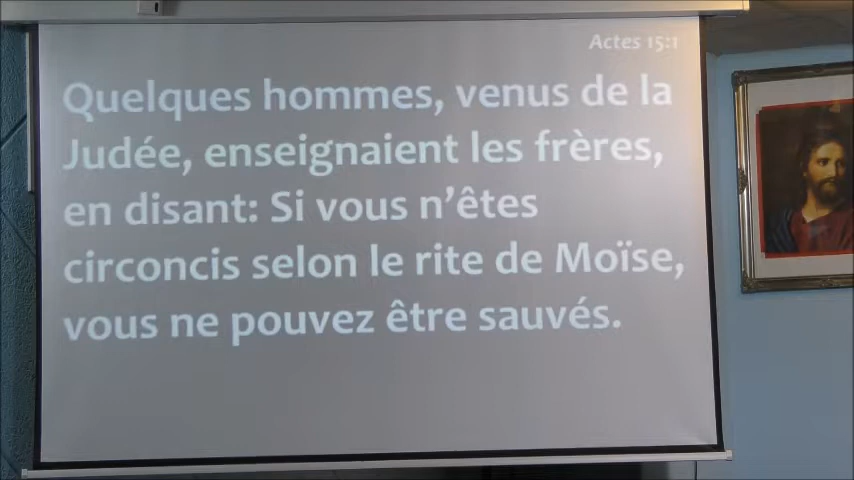 Actes 15:1
Quelques hommes, venus de la
Judée, enseignaient les frères,
en disant: Si vous n’êtes
circoncis selon le rite de Moïse,
vous ne pouvez être sauvés.